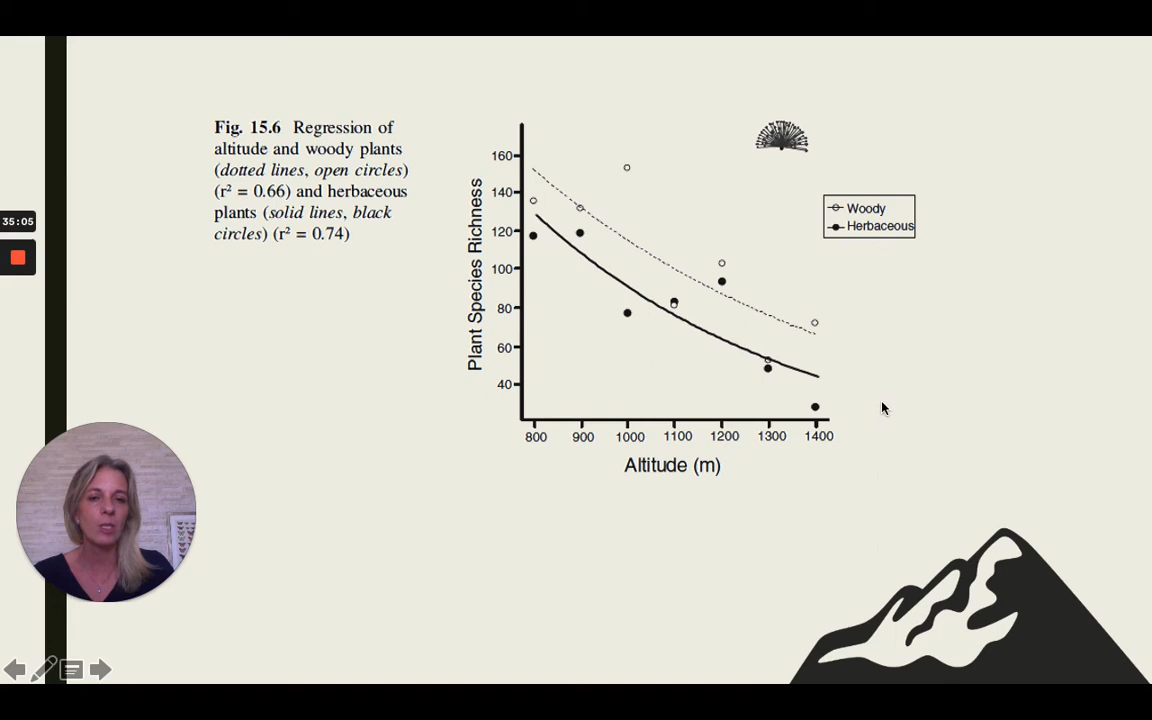 Fig. 15.6 Regression of
altitude and woody plants
(dotted lines, open circles)
(r² = 0.66) and herbaceous
plants (solid lines, black
circles) (r² = 0.74)
35:05
Plant Species Richness
160
140
120
100
80
60
40
800 900 1000 1100 1200 1300 1400
Altitude (m)
Woody
Herbaceous